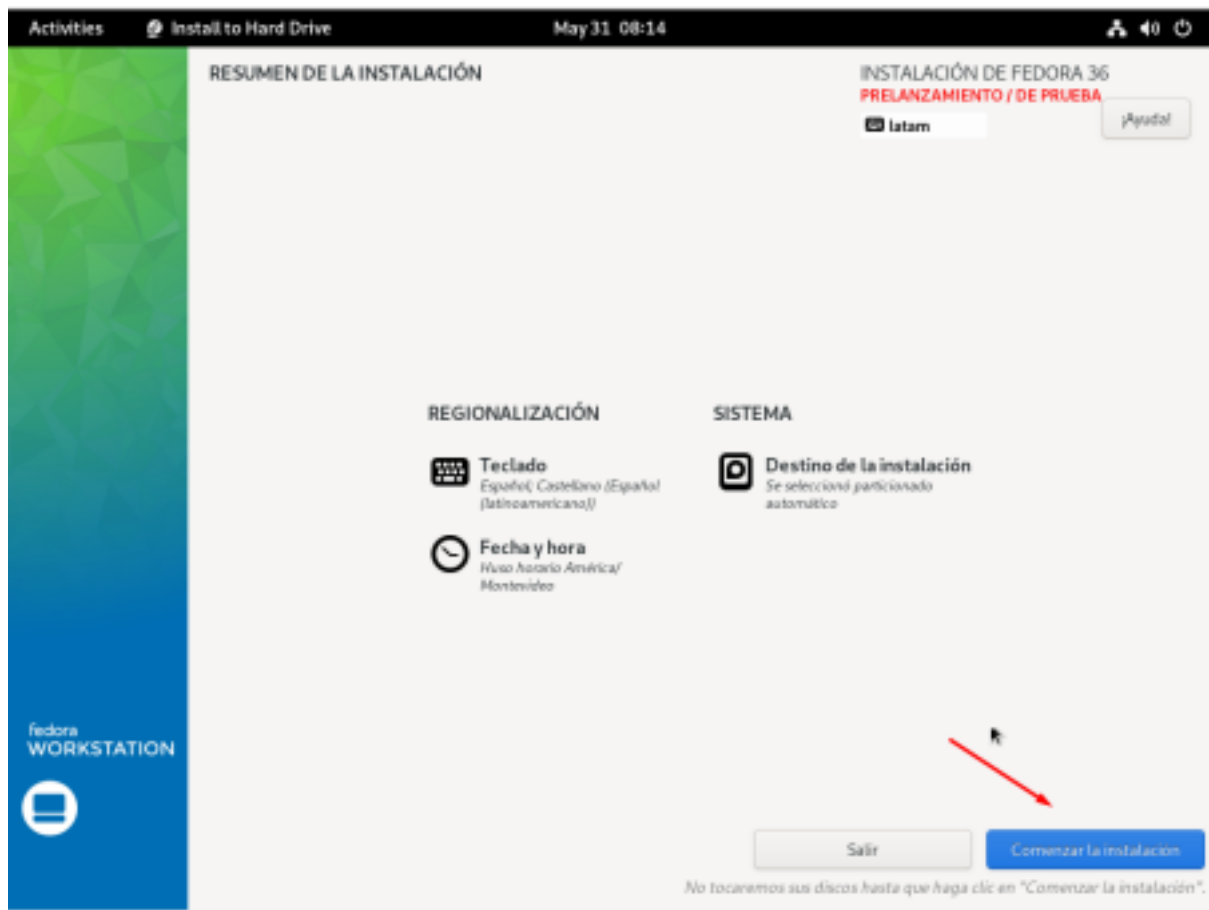 Activities Install to Hard Drive May 31 08:14
RESUMEN DE LA INSTALACIÓN
INSTALACIÓN DE FEDORA 36
PRELANZAMIENTO / DE PRUEBA
latam
¡Ayuda!
REGIONALIZACIÓN
Teclado
Español; Castellano (Español
(latinoamericano))
Fecha y hora
Huso horario América/
Montevideo
SISTEMA
Destino de la instalación
Se seleccionó particionado
automático
fedora
WORKSTATION
Salir
Comenzar la instalación
No tocaremos sus discos hasta que haga clic en "Comenzar la instalación".